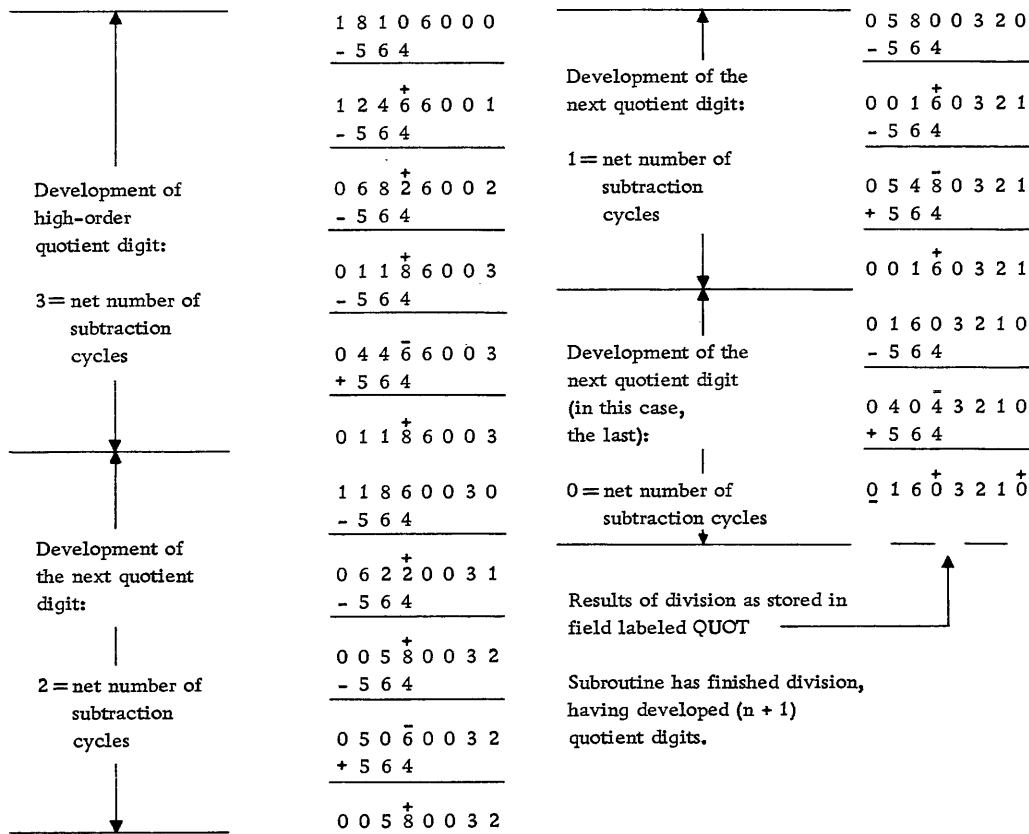 1 8 1 0 6 0 0 0
- 5 6 4
+
1 2 4 6 6 0 0 1
- 5 6 4
+
0 6 8 2 6 0 0 2
- 5 6 4
+
0 1 1 8 6 0 0 3
- 5 6 4
-
0 4 4 6 6 0 0 3
+ 5 6 4
+
0 1 1 8 6 0 0 3
Development of
high-order
quotient digit:
3 = net number of
subtraction
cycles
1 1 8 6 0 0 3 0
- 5 6 4
+
0 6 2 2 0 0 3 1
- 5 6 4
+
0 0 5 8 0 0 3 2
- 5 6 4
-
0 5 0 6 0 0 3 2
+ 5 6 4
+
0 0 5 8 0 0 3 2
Development of
the next quotient
digit:
2 = net number of
subtraction
cycles
0 5 8 0 0 3 2 0
- 5 6 4
+
0 0 1 6 0 3 2 1
- 5 6 4
-
0 5 4 8 0 3 2 1
+ 5 6 4
+
0 0 1 6 0 3 2 1
Development of the
next quotient digit:
1 = net number of
subtraction
cycles
0 1 6 0 3 2 1 0
- 5 6 4
-
0 4 0 4 3 2 1 0
+ 5 6 4
+ +
0 1 6 0 3 2 1 0
Development of the
next quotient digit
(in this case,
the last):
0 = net number of
subtraction cycles
Results of division as stored in
field labeled QUOT
Subroutine has finished division,
having developed (n + 1)
quotient digits.